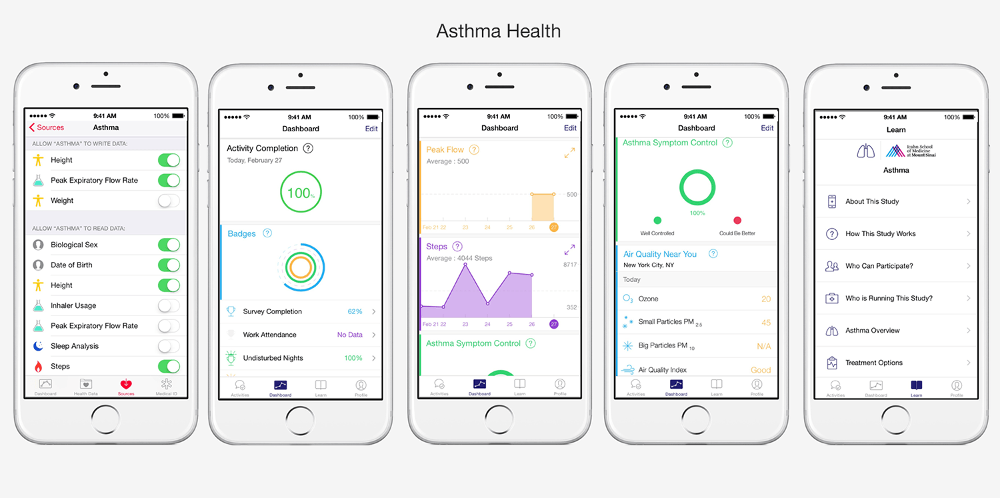 Asthma Health
9:41 AM 100%
Sources Asthma
ALLOW “ASTHMA” TO WRITE DATA:
Height
Peak Expiratory Flow Rate
Weight
ALLOW “ASTHMA” TO READ DATA:
Biological Sex
Date of Birth
Height
Inhaler Usage
Peak Expiratory Flow Rate
Sleep Analysis
Steps
Dashboard Health Data Sources Medical ID
9:41 AM 100%
Dashboard Edit
Activity Completion ?
Today, February 27
100%
Badges ?
Survey Completion 62%
Work Attendance No Data
Undisturbed Nights 100%
Activities Dashboard Learn Profile
9:41 AM 100%
Dashboard Edit
Peak Flow ?
Average : 500
500
Feb 21 22 23 24 25 26 27
Steps ?
Average : 4044 Steps
8717
352
Feb 21 22 23 24 25 26 27
Asthma Symptom Control ?
Activities Dashboard Learn Profile
9:41 AM 100%
Dashboard Edit
Asthma Symptom Control ?
100%
Well Controlled Could Be Better
Air Quality Near You ?
New York City, NY
Today
O3 Ozone 20
Small Particles PM 2.5 45
Big Particles PM 10 N/A
Air Quality Index Good
Activities Dashboard Learn Profile
9:41 AM 100%
Learn
Icahn School
of Medicine
at Mount Sinai
Asthma
About This Study
? How This Study Works
Who Can Participate?
Who is Running This Study?
Asthma Overview
Treatment Options
Activities Dashboard Learn Profile